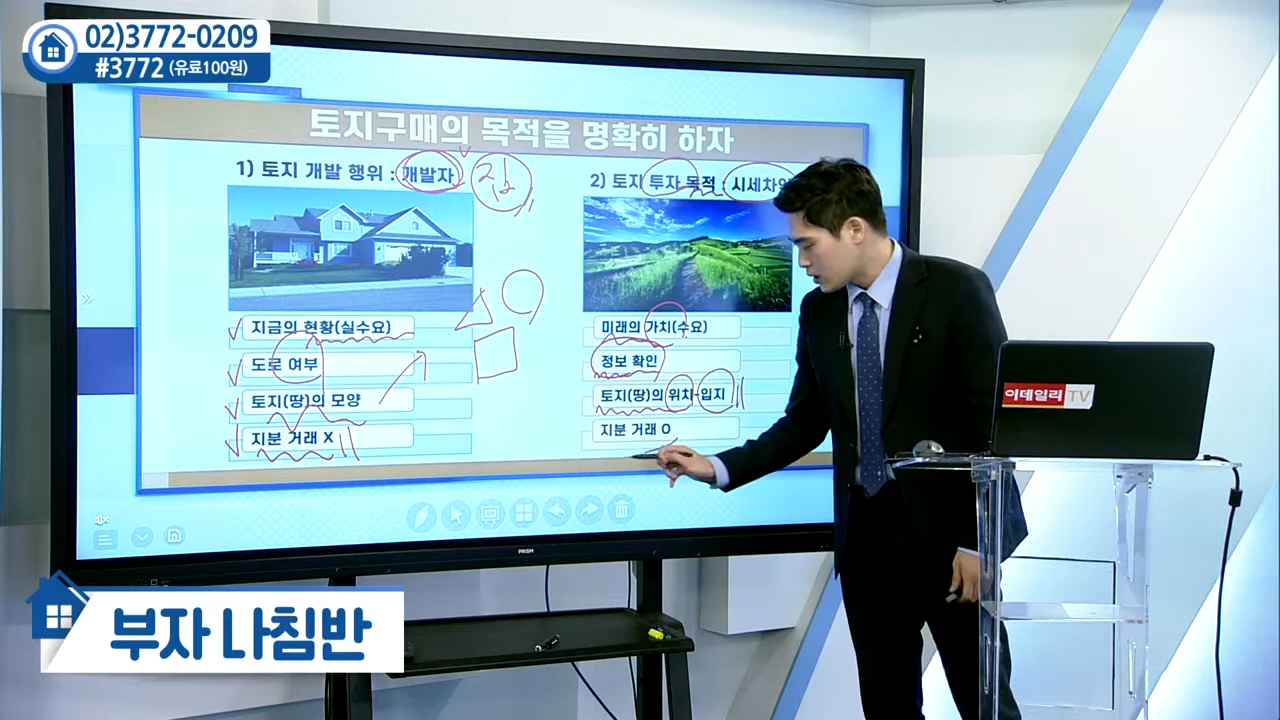 02)3772-0209
#3772 (유료100원)
토지구매의 목적을 명확히 하자
1) 토지 개발 행위 : 개발자
집
2) 토지 투자 목적 : 시세차익
지금의 현황(실수요)
도로 여부
토지(땅)의 모양
지분 거래 X
미래의 가치(수요)
정보 확인
토지(땅)의 위치·입지
지분 거래 O
이데일리TV
PRISM
부자 나침반